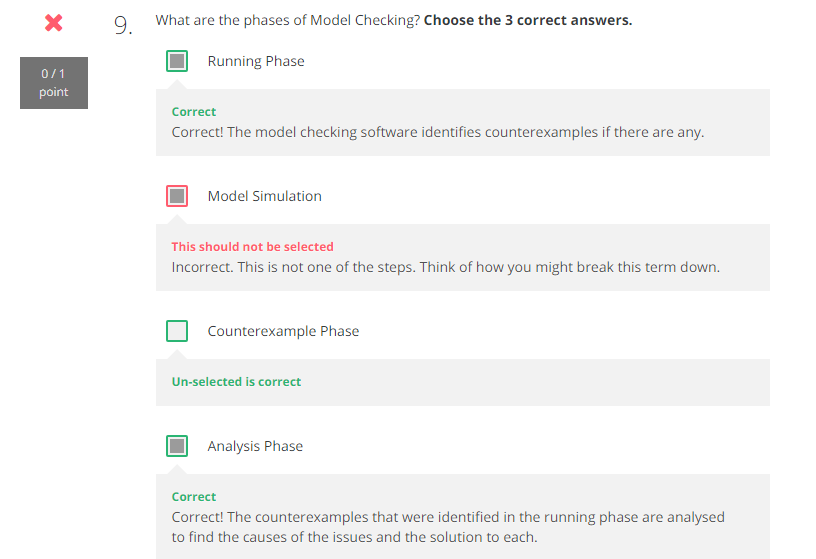 9. What are the phases of Model Checking? Choose the 3 correct answers.
0 / 1
point
Running Phase
Correct
Correct! The model checking software identifies counterexamples if there are any.
Model Simulation
This should not be selected
Incorrect. This is not one of the steps. Think of how you might break this term down.
Counterexample Phase
Un-selected is correct
Analysis Phase
Correct
Correct! The counterexamples that were identified in the running phase are analysed
to find the causes of the issues and the solution to each.